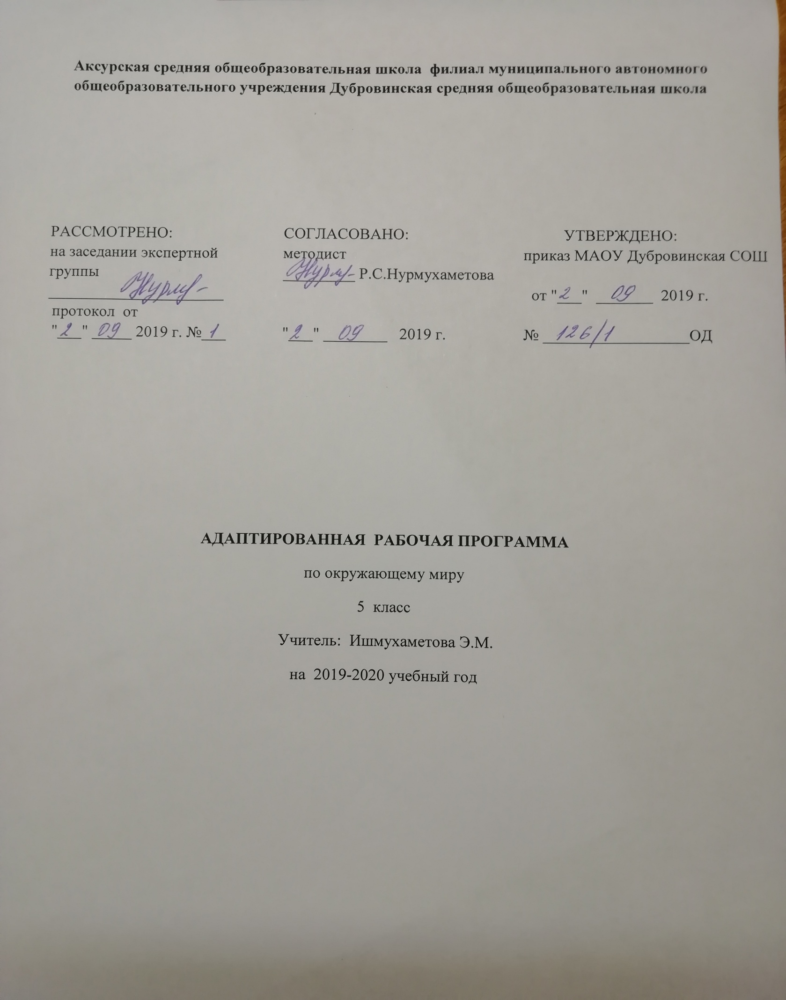 Аксурская средняя общеобразовательная школа филиал муниципального автономного
общеобразовательного учреждения Дубровинская средняя общеобразовательная школа
РАССМОТРЕНО:
на заседании экспертной
группы
протокол от
"2" 09 2019 г. №1
СОГЛАСОВАНО:
методист
Р.С.Нурмухаметова
"2" 09 2019 г.
УТВЕРЖДЕНО:
приказ МАОУ Дубровинская СОШ
от "2" 09 2019 г.
№ 126/1 ОД
АДАПТИРОВАННАЯ РАБОЧАЯ ПРОГРАММА
по окружающему миру
5 класс
Учитель: Ишмухаметова Э.М.
на 2019-2020 учебный год